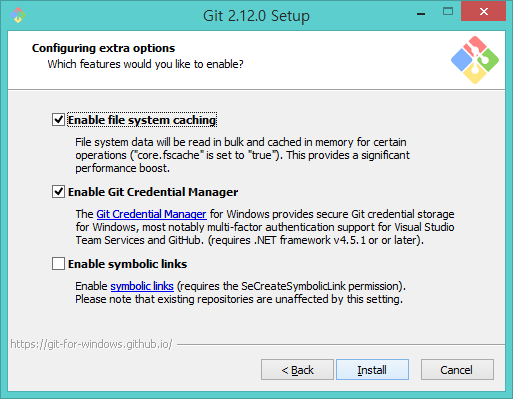 Git 2.12.0 Setup
Configuring extra options
Which features would you like to enable?
Enable file system caching
File system data will be read in bulk and cached in memory for certain
operations ("core.fscache" is set to "true"). This provides a significant
performance boost.
Enable Git Credential Manager
The Git Credential Manager for Windows provides secure Git credential storage
for Windows, most notably multi-factor authentication support for Visual Studio
Team Services and GitHub. (requires .NET framework v4.5.1 or or later).
Enable symbolic links
Enable symbolic links (requires the SeCreateSymbolicLink permission).
Please note that existing repositories are unaffected by this setting.
https://git-for-windows.github.io/
< Back
Install
Cancel